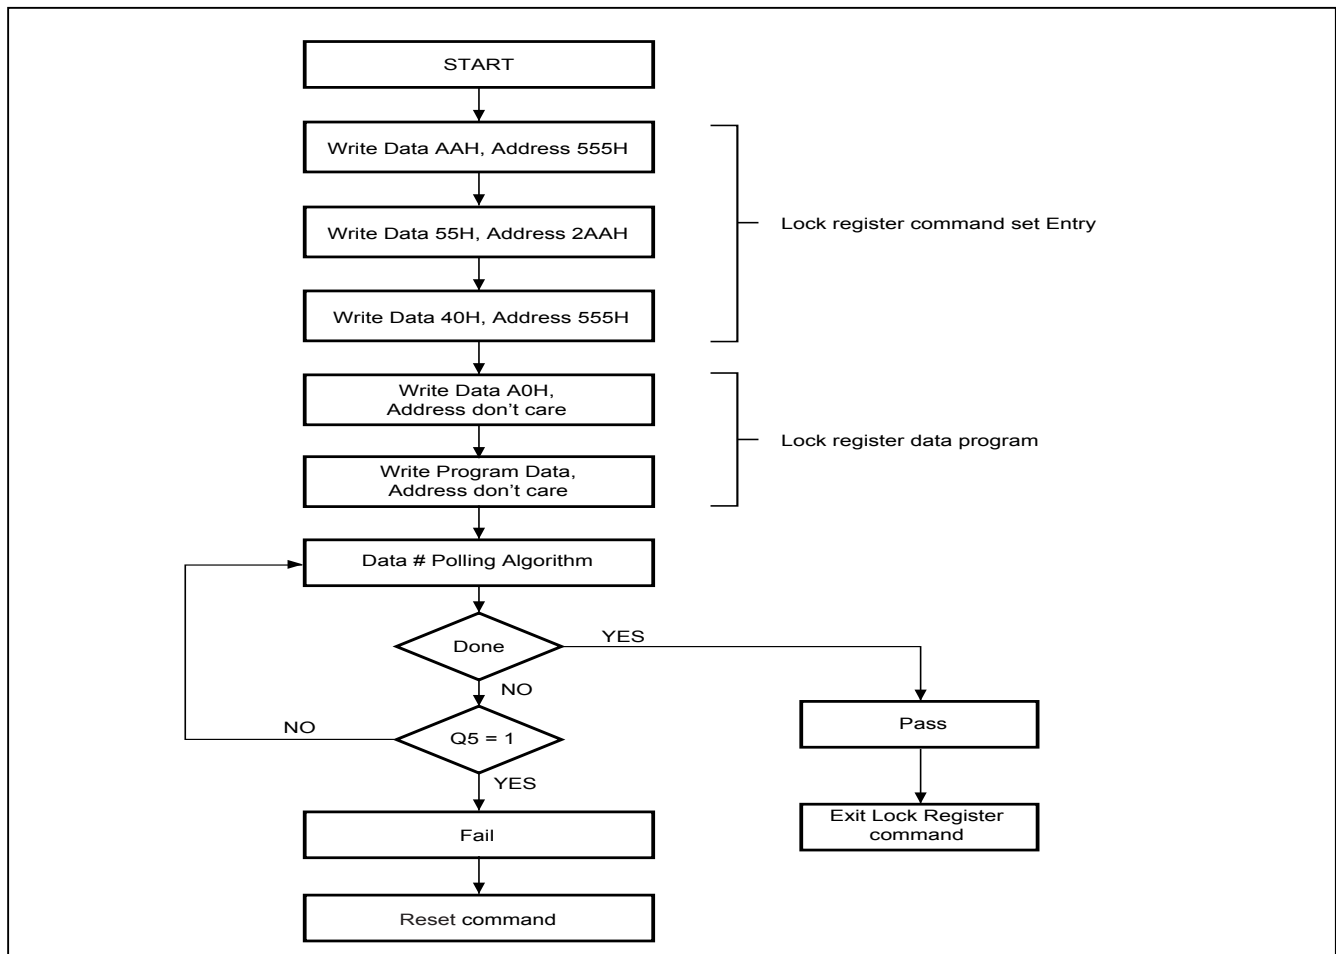 START
Write Data AAH, Address 555H
Write Data 55H, Address 2AAH
Lock register command set Entry
Write Data 40H, Address 555H
Write Data A0H,
Address don't care
Lock register data program
Write Program Data,
Address don't care
Data # Polling Algorithm
Done
YES
NO
Q5 = 1
NO
YES
Pass
Fail
Exit Lock Register
command
Reset command